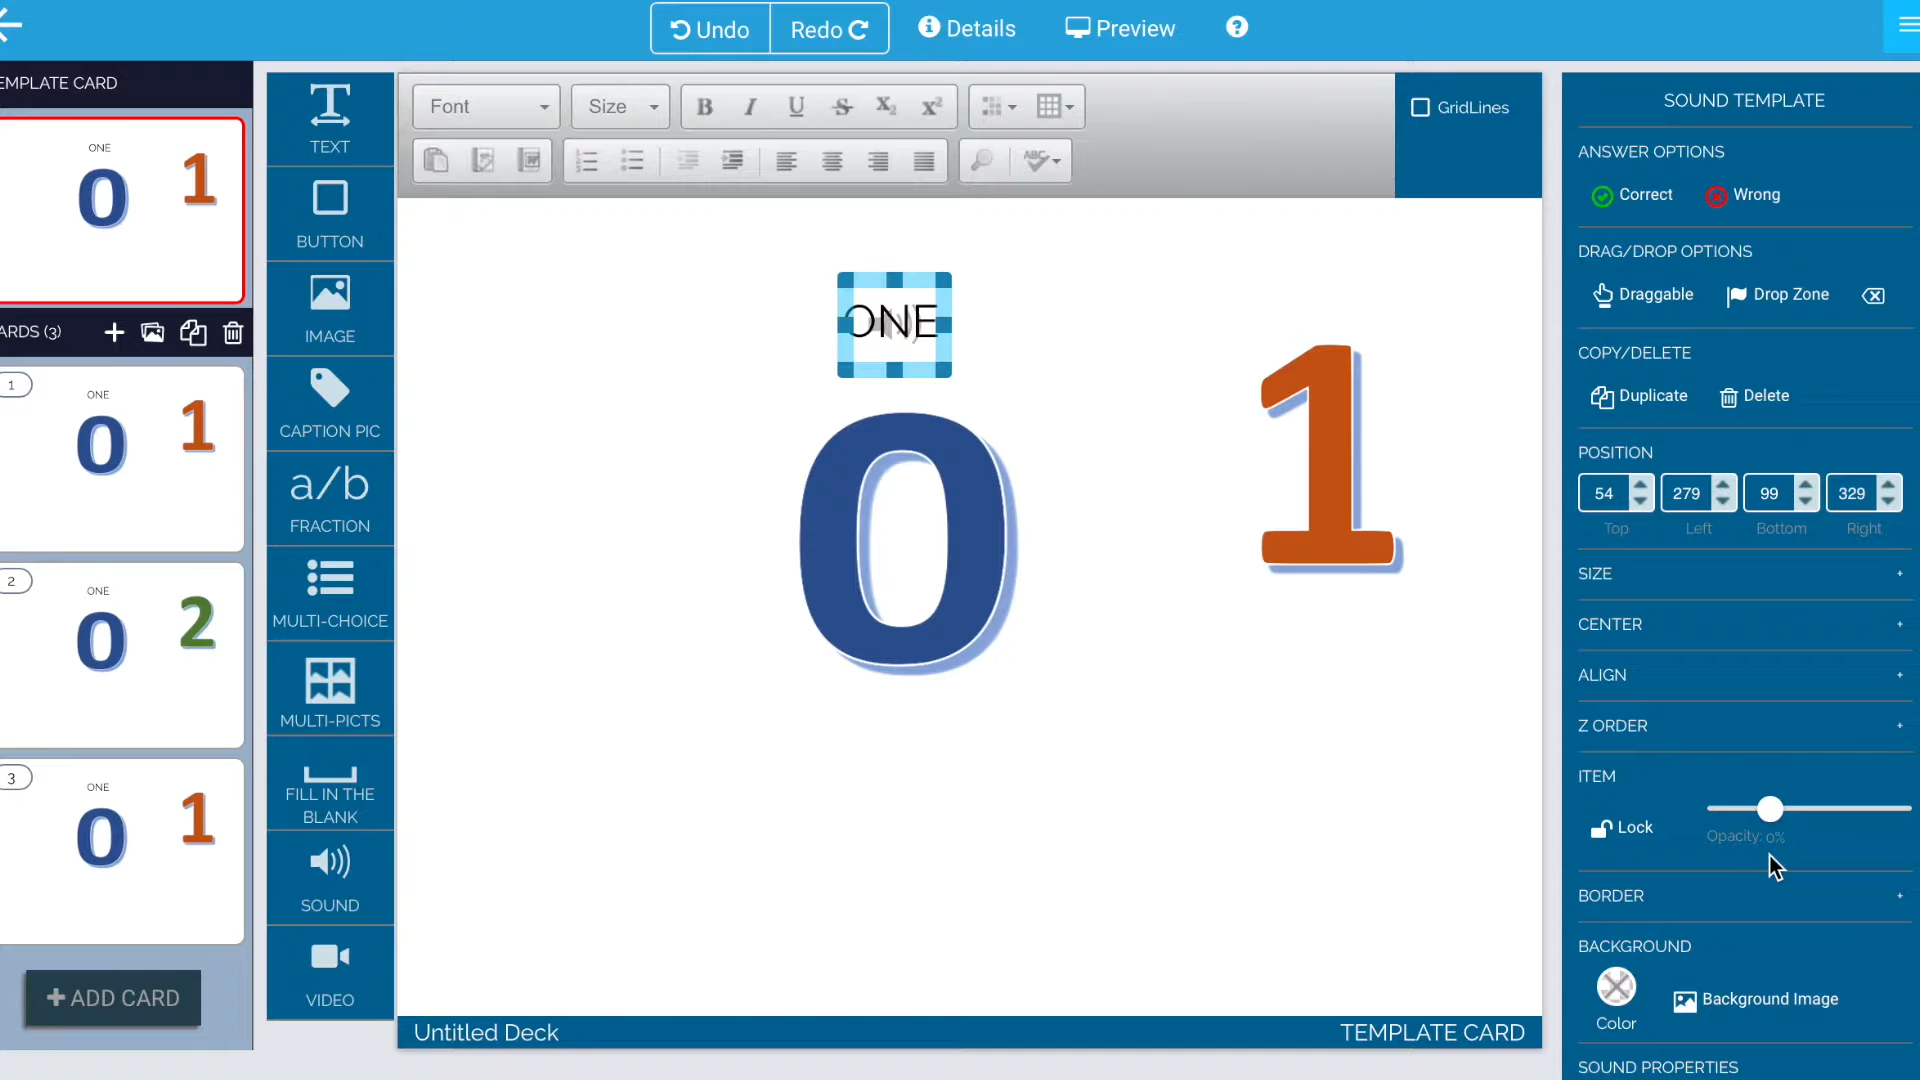 Undo
Redo
Details
Preview
?
EMPLATE CARD
ONE
0
1
ARDS (3)
1
ONE
0
1
2
ONE
0
2
3
ONE
0
1
+ ADD CARD
TEXT
BUTTON
IMAGE
CAPTION PIC
a/b
FRACTION
MULTI-CHOICE
MULTI-PICTS
FILL IN THE
BLANK
SOUND
VIDEO
Font
Size
B I U S X₂ X²
ABC
GridLines
ONE
0
1
Untitled Deck
TEMPLATE CARD
SOUND TEMPLATE
ANSWER OPTIONS
Correct
Wrong
DRAG/DROP OPTIONS
Draggable
Drop Zone
COPY/DELETE
Duplicate
Delete
POSITION
54 279 99 329
Top Left Bottom Right
SIZE +
CENTER +
ALIGN +
Z ORDER +
ITEM
Lock
Opacity: 0%
BORDER +
BACKGROUND
Color
Background Image
SOUND PROPERTIES